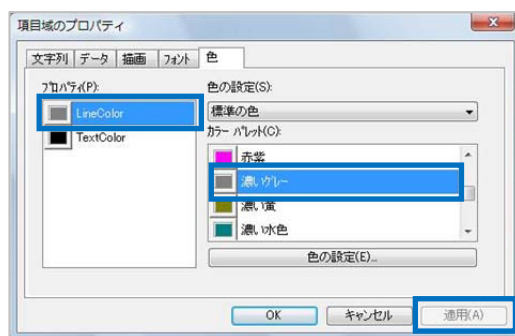 項目域のプロパティ
文字列 データ 描画 フォント 色
プロパティ(P):
色の設定(S):
LineColor
標準の色
TextColor
カラー パレット(C):
赤紫
濃いグレー
濃い黄
濃い水色
色の設定(E)...
OK キャンセル 適用(A)